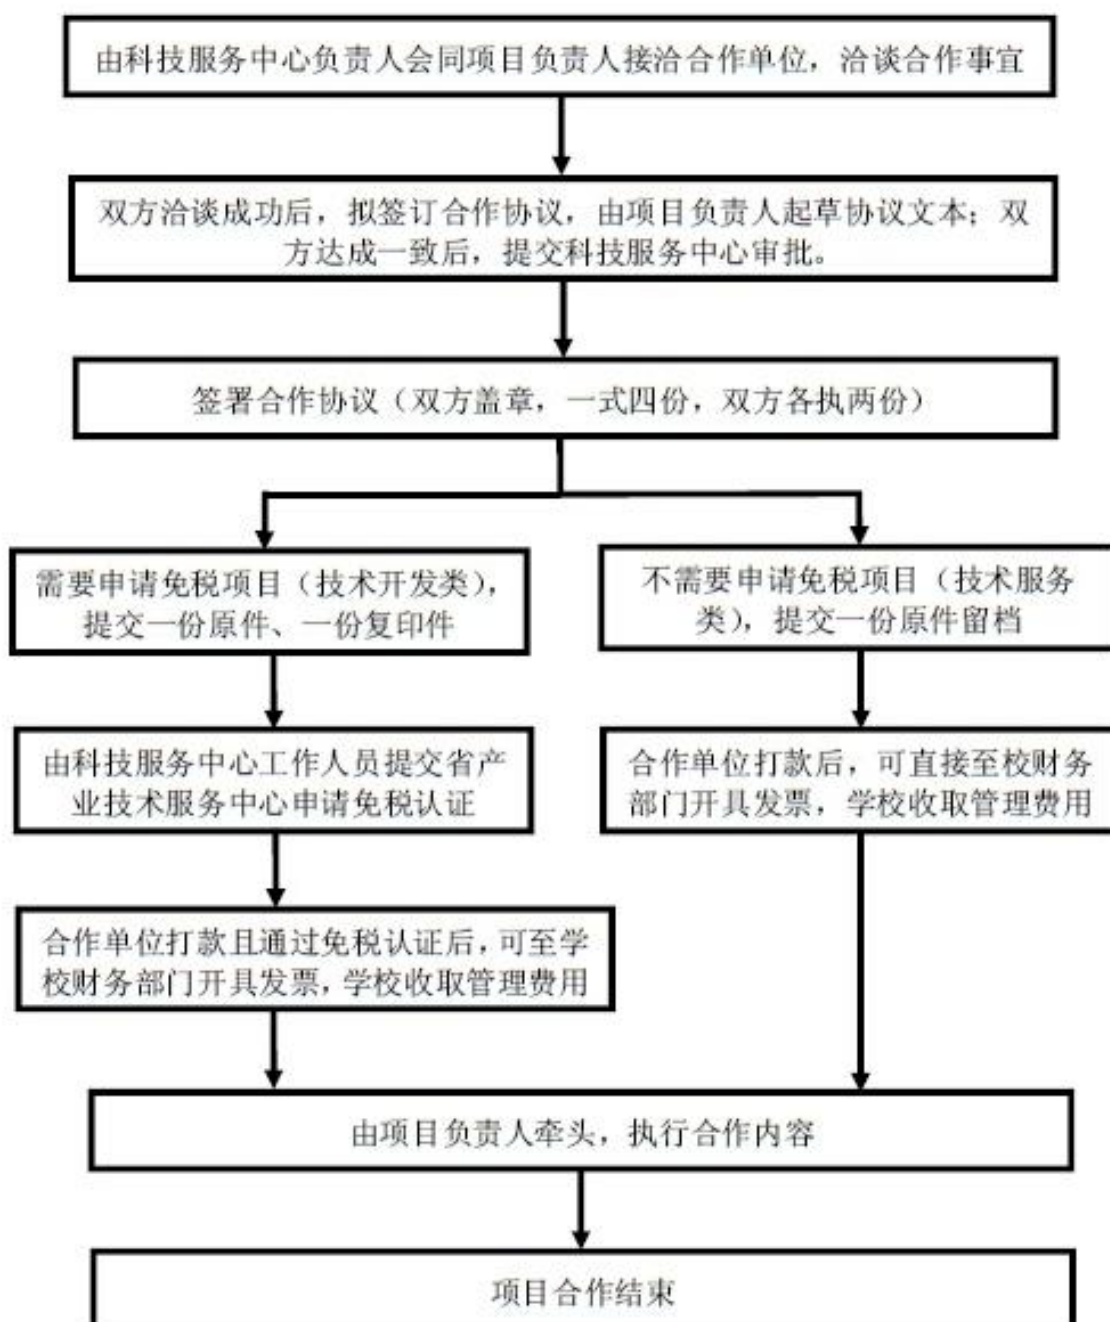 由科技服务中心负责人会同项目负责人接洽合作单位，洽谈合作事宜
双方洽谈成功后，拟签订合作协议，由项目负责人起草协议文本；双
方达成一致后，提交科技服务中心审批。
签署合作协议（双方盖章，一式四份，双方各执两份）
需要申请免税项目（技术开发类），
提交一份原件、一份复印件
不需要申请免税项目（技术服务
类），提交一份原件留档
由科技服务中心工作人员提交省产
业技术服务中心申请免税认证
合作单位打款后，可直接至校财务
部门开具发票，学校收取管理费用
合作单位打款且通过免税认证后，可至学
校财务部门开具发票，学校收取管理费用
由项目负责人牵头，执行合作内容
项目合作结束